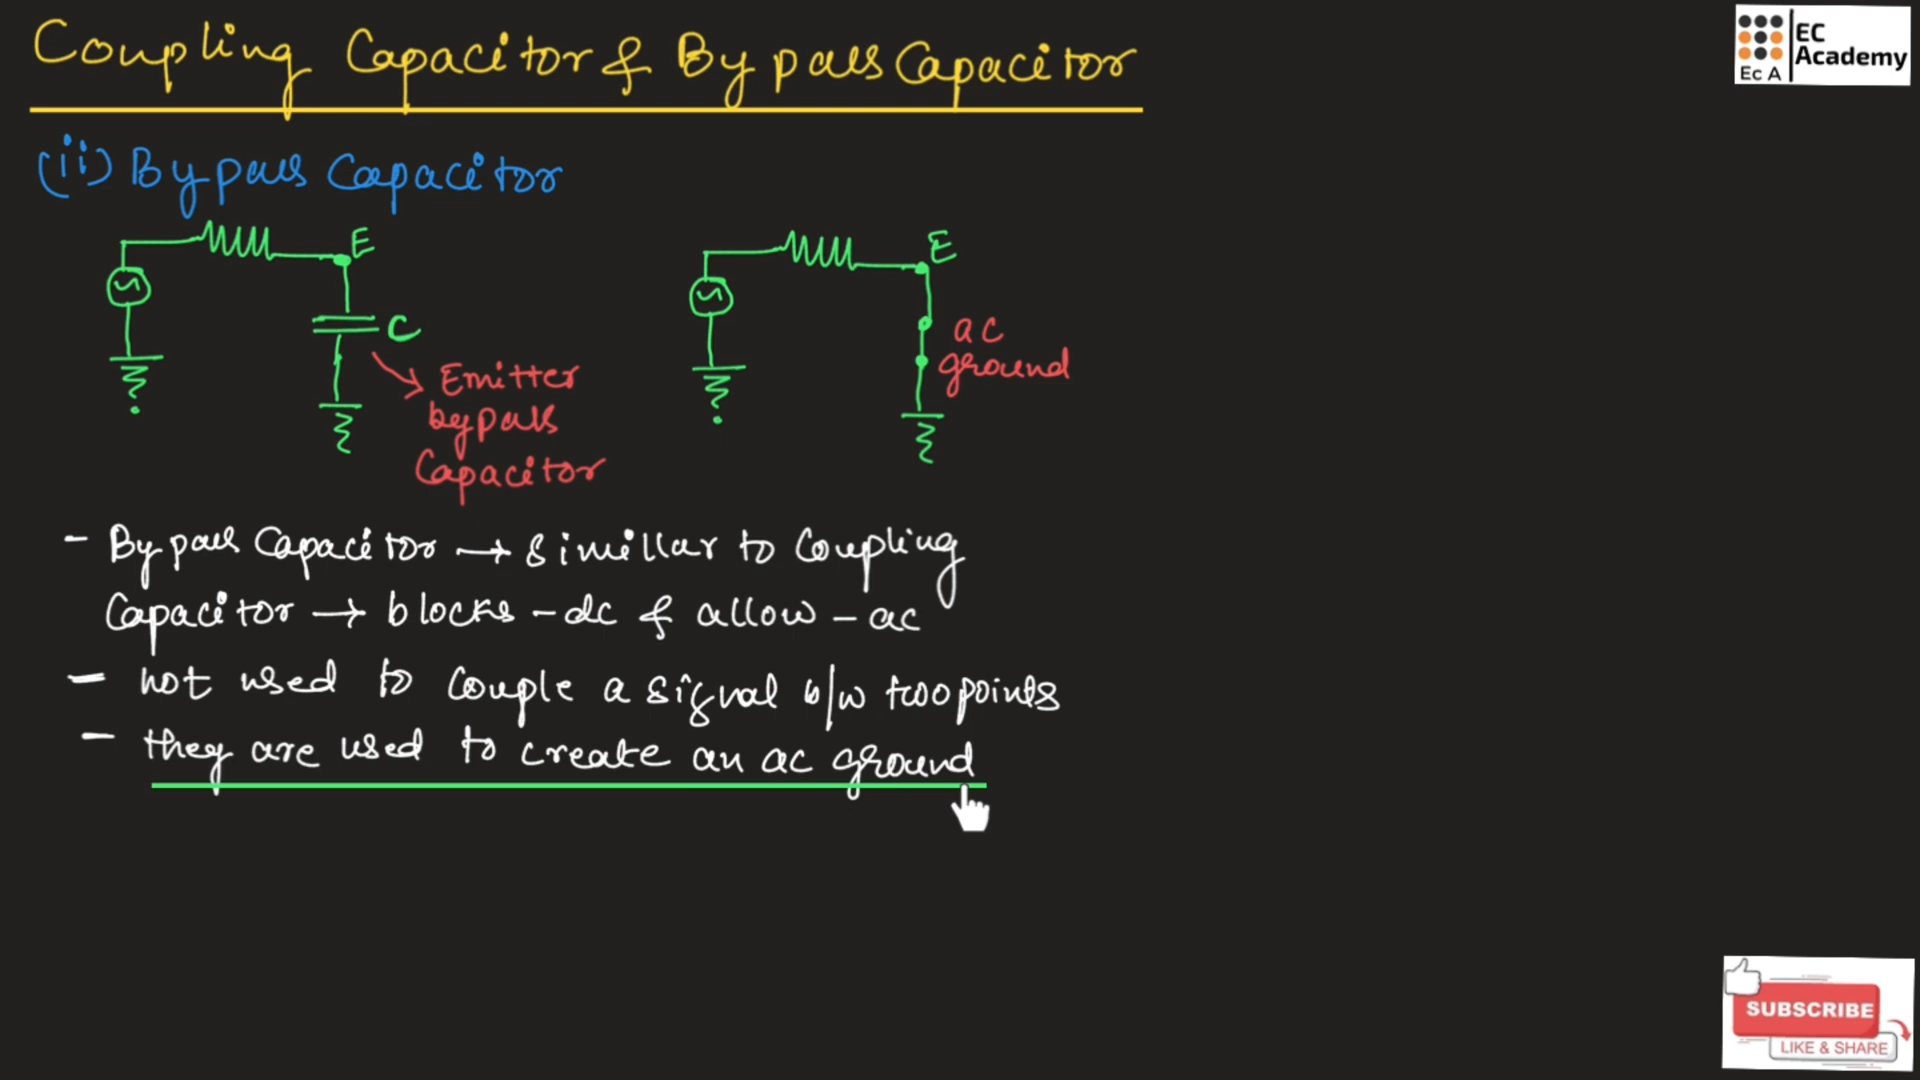 Coupling Capacitor & Bypass Capacitor
EC
Academy
Ec A
(ii) Bypass Capacitor
E
C
Emitter
bypass
Capacitor
E
ac
ground
- Bypass Capacitor → simillar to Coupling
Capacitor → blocks - dc & allow - ac
- not used to couple a signal b/w two points
- they are used to create an ac ground
SUBSCRIBE
LIKE & SHARE